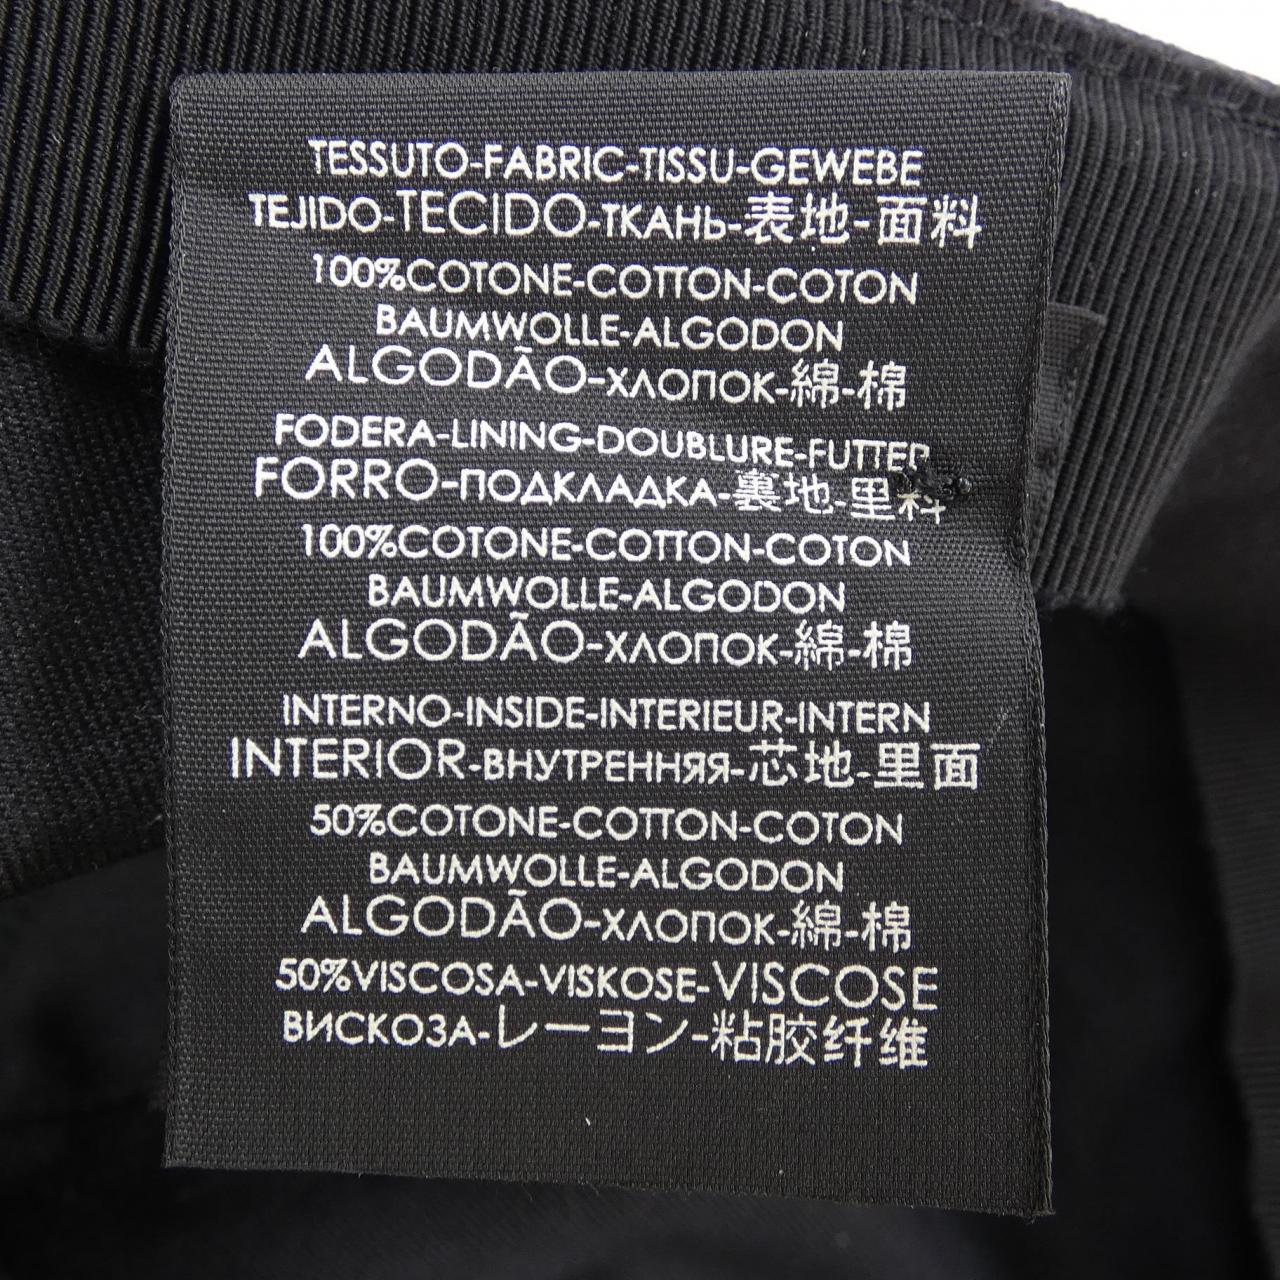 TESSUTO-FABRIC-TISSU-GEWEBE
TEJIDO-TECIDO-ТКАНЬ-表地-面料
100%COTONE-COTTON-COTON
BAUMWOLLE-ALGODON
ALGODÃO-ХЛОПОК-綿-棉
FODERA-LINING-DOUBLURE-FUTTER
FORRO-ПОДКЛАДКА-裏地-里料
100%COTONE-COTTON-COTON
BAUMWOLLE-ALGODON
ALGODÃO-ХЛОПОК-綿-棉
INTERNO-INSIDE-INTERIEUR-INTERN
INTERIOR-ВНУТРЕННЯЯ-芯地-里面
50%COTONE-COTTON-COTON
BAUMWOLLE-ALGODON
ALGODÃO-ХЛОПОК-綿-棉
50%VISCOSA-VISKOSE-VISCOSE
ВИСКОЗА-レーヨン-粘胶纤维